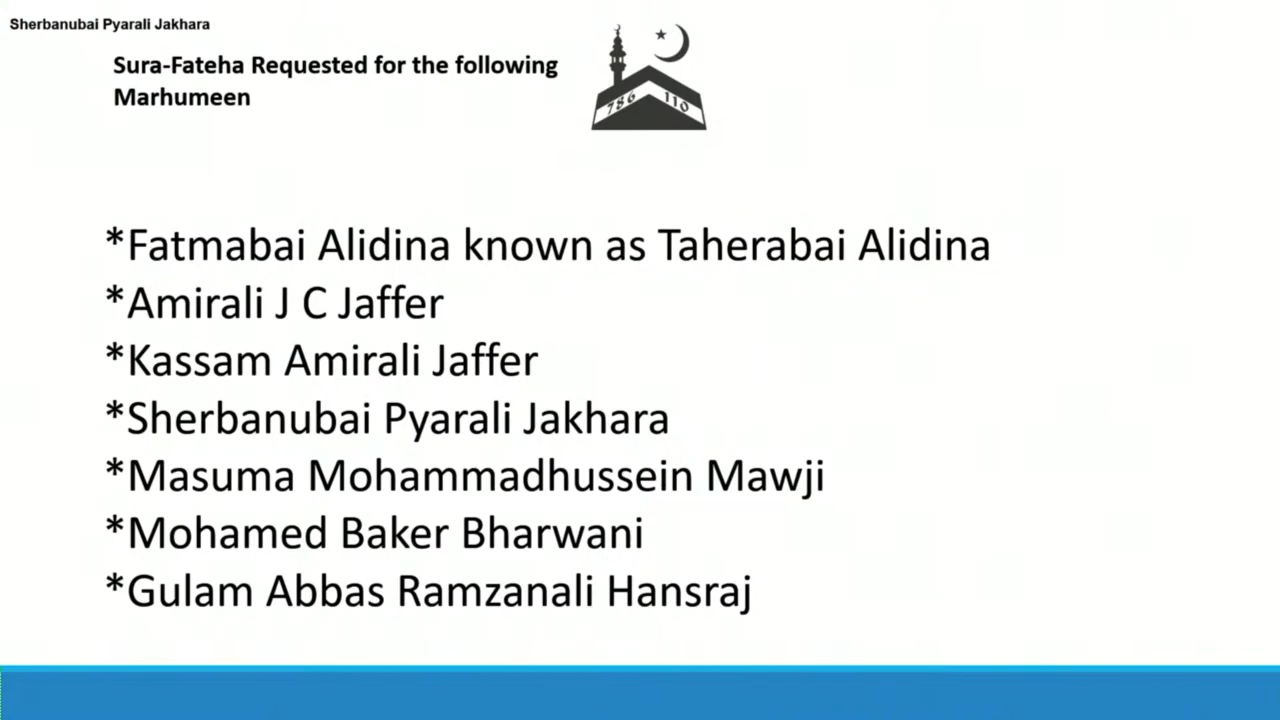 Sherbanubai Pyarali Jakhara
Sura-Fateha Requested for the following
Marhumeen
786 110
*Fatmabai Alidina known as Taherabai Alidina
*Amirali J C Jaffer
*Kassam Amirali Jaffer
*Sherbanubai Pyarali Jakhara
*Masuma Mohammadhussein Mawji
*Mohamed Baker Bharwani
*Gulam Abbas Ramzanali Hansraj